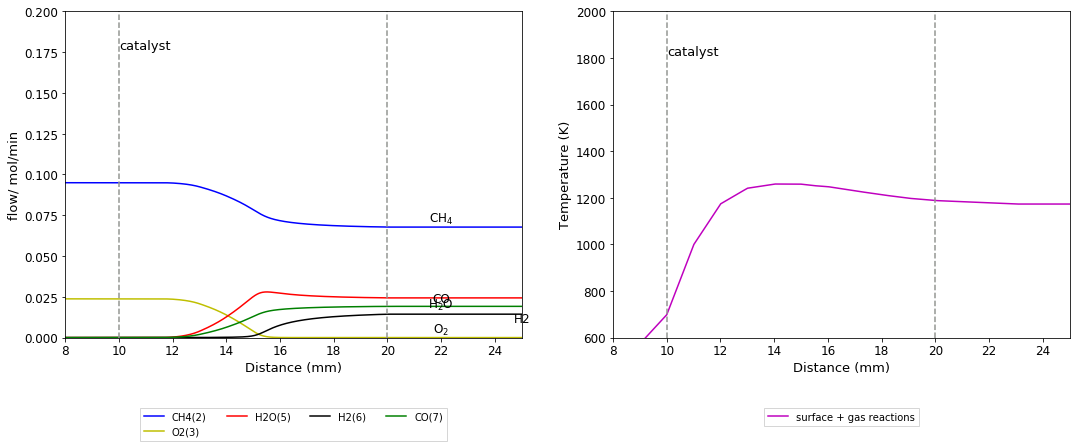 0.200
0.175
0.150
0.125
0.100
0.075
0.050
0.025
0.000
flow/ mol/min
catalyst
CH₄
CO
H₂O
H2
O₂
8 10 12 14 16 18 20 22 24
Distance (mm)
CH4(2) H2O(5) H2(6) CO(7)
O2(3)
2000
1800
1600
1400
1200
1000
800
600
Temperature (K)
catalyst
8 10 12 14 16 18 20 22 24
Distance (mm)
surface + gas reactions